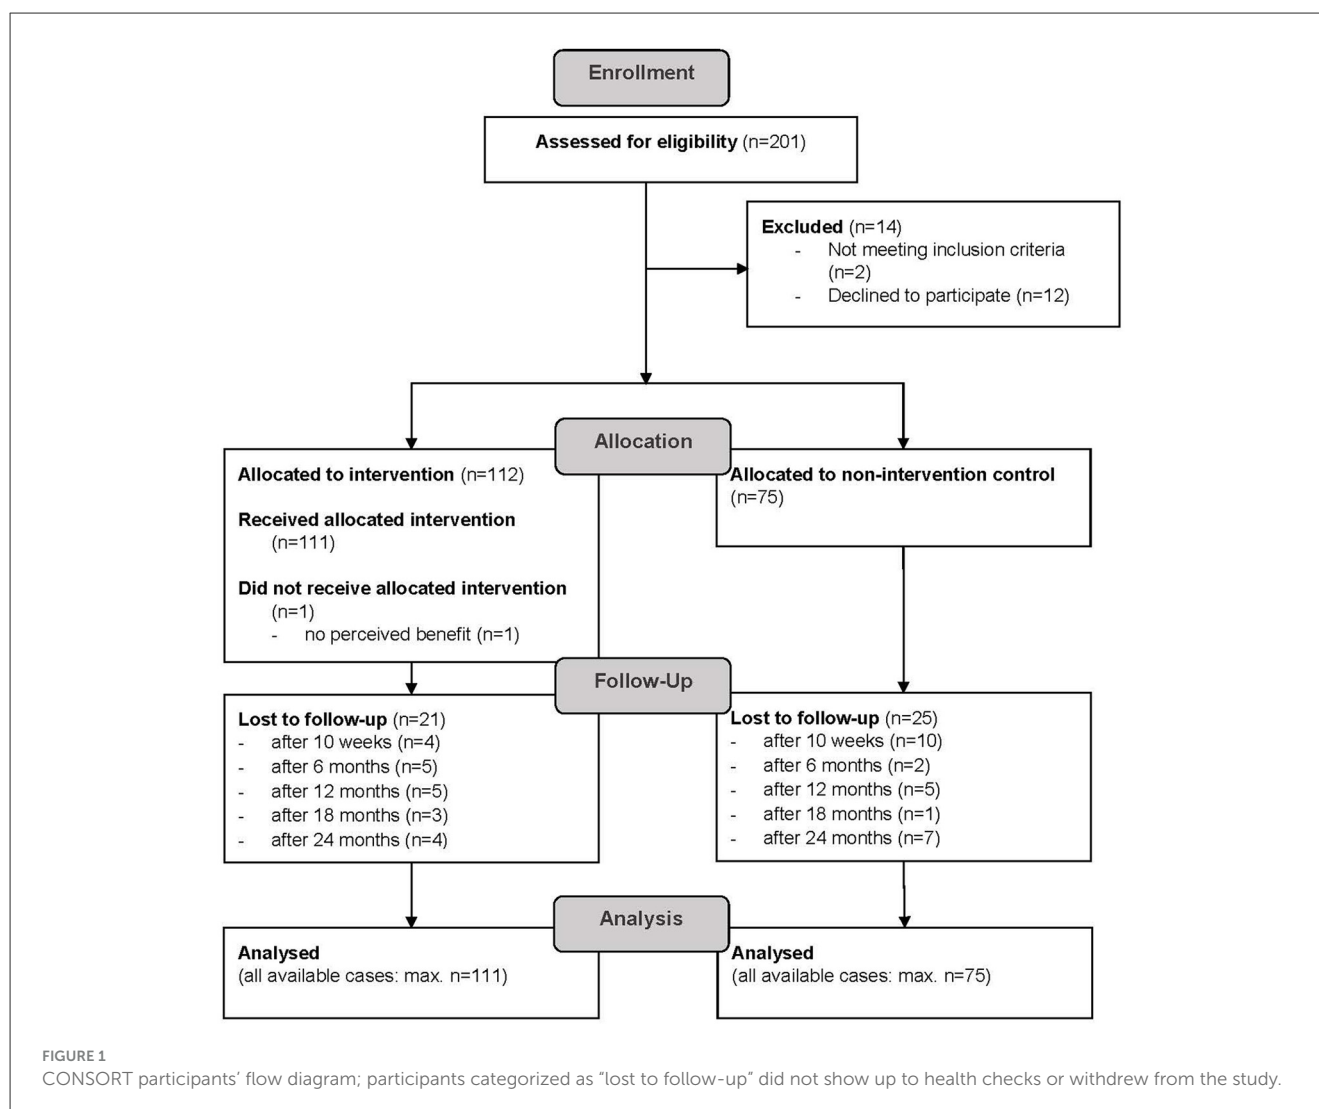 Enrollment
Assessed for eligibility (n=201)
Excluded (n=14)
- Not meeting inclusion criteria
(n=2)
- Declined to participate (n=12)
Allocation
Allocated to intervention (n=112)
Received allocated intervention
(n=111)
Did not receive allocated intervention
(n=1)
- no perceived benefit (n=1)
Allocated to non-intervention control
(n=75)
Follow-Up
Lost to follow-up (n=21)
- after 10 weeks (n=4)
- after 6 months (n=5)
- after 12 months (n=5)
- after 18 months (n=3)
- after 24 months (n=4)
Lost to follow-up (n=25)
- after 10 weeks (n=10)
- after 6 months (n=2)
- after 12 months (n=5)
- after 18 months (n=1)
- after 24 months (n=7)
Analysis
Analysed
(all available cases: max. n=111)
Analysed
(all available cases: max. n=75)
FIGURE 1
CONSORT participants’ flow diagram; participants categorized as “lost to follow-up” did not show up to health checks or withdrew from the study.